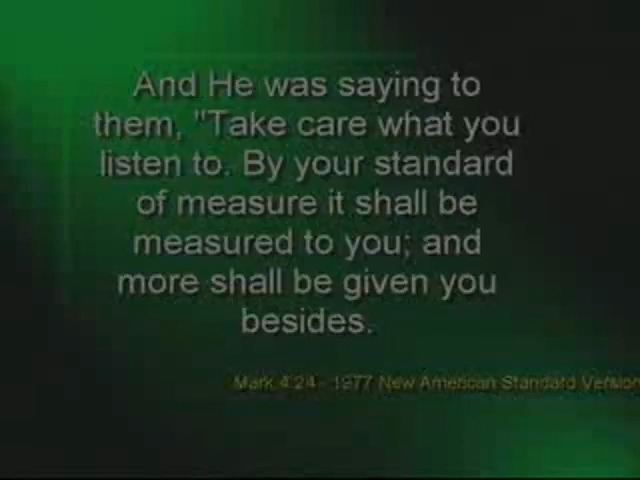 And He was saying to
them, "Take care what you
listen to. By your standard
of measure it shall be
measured to you; and
more shall be given you
besides.
Mark 4:24 - 1977 New American Standard Version